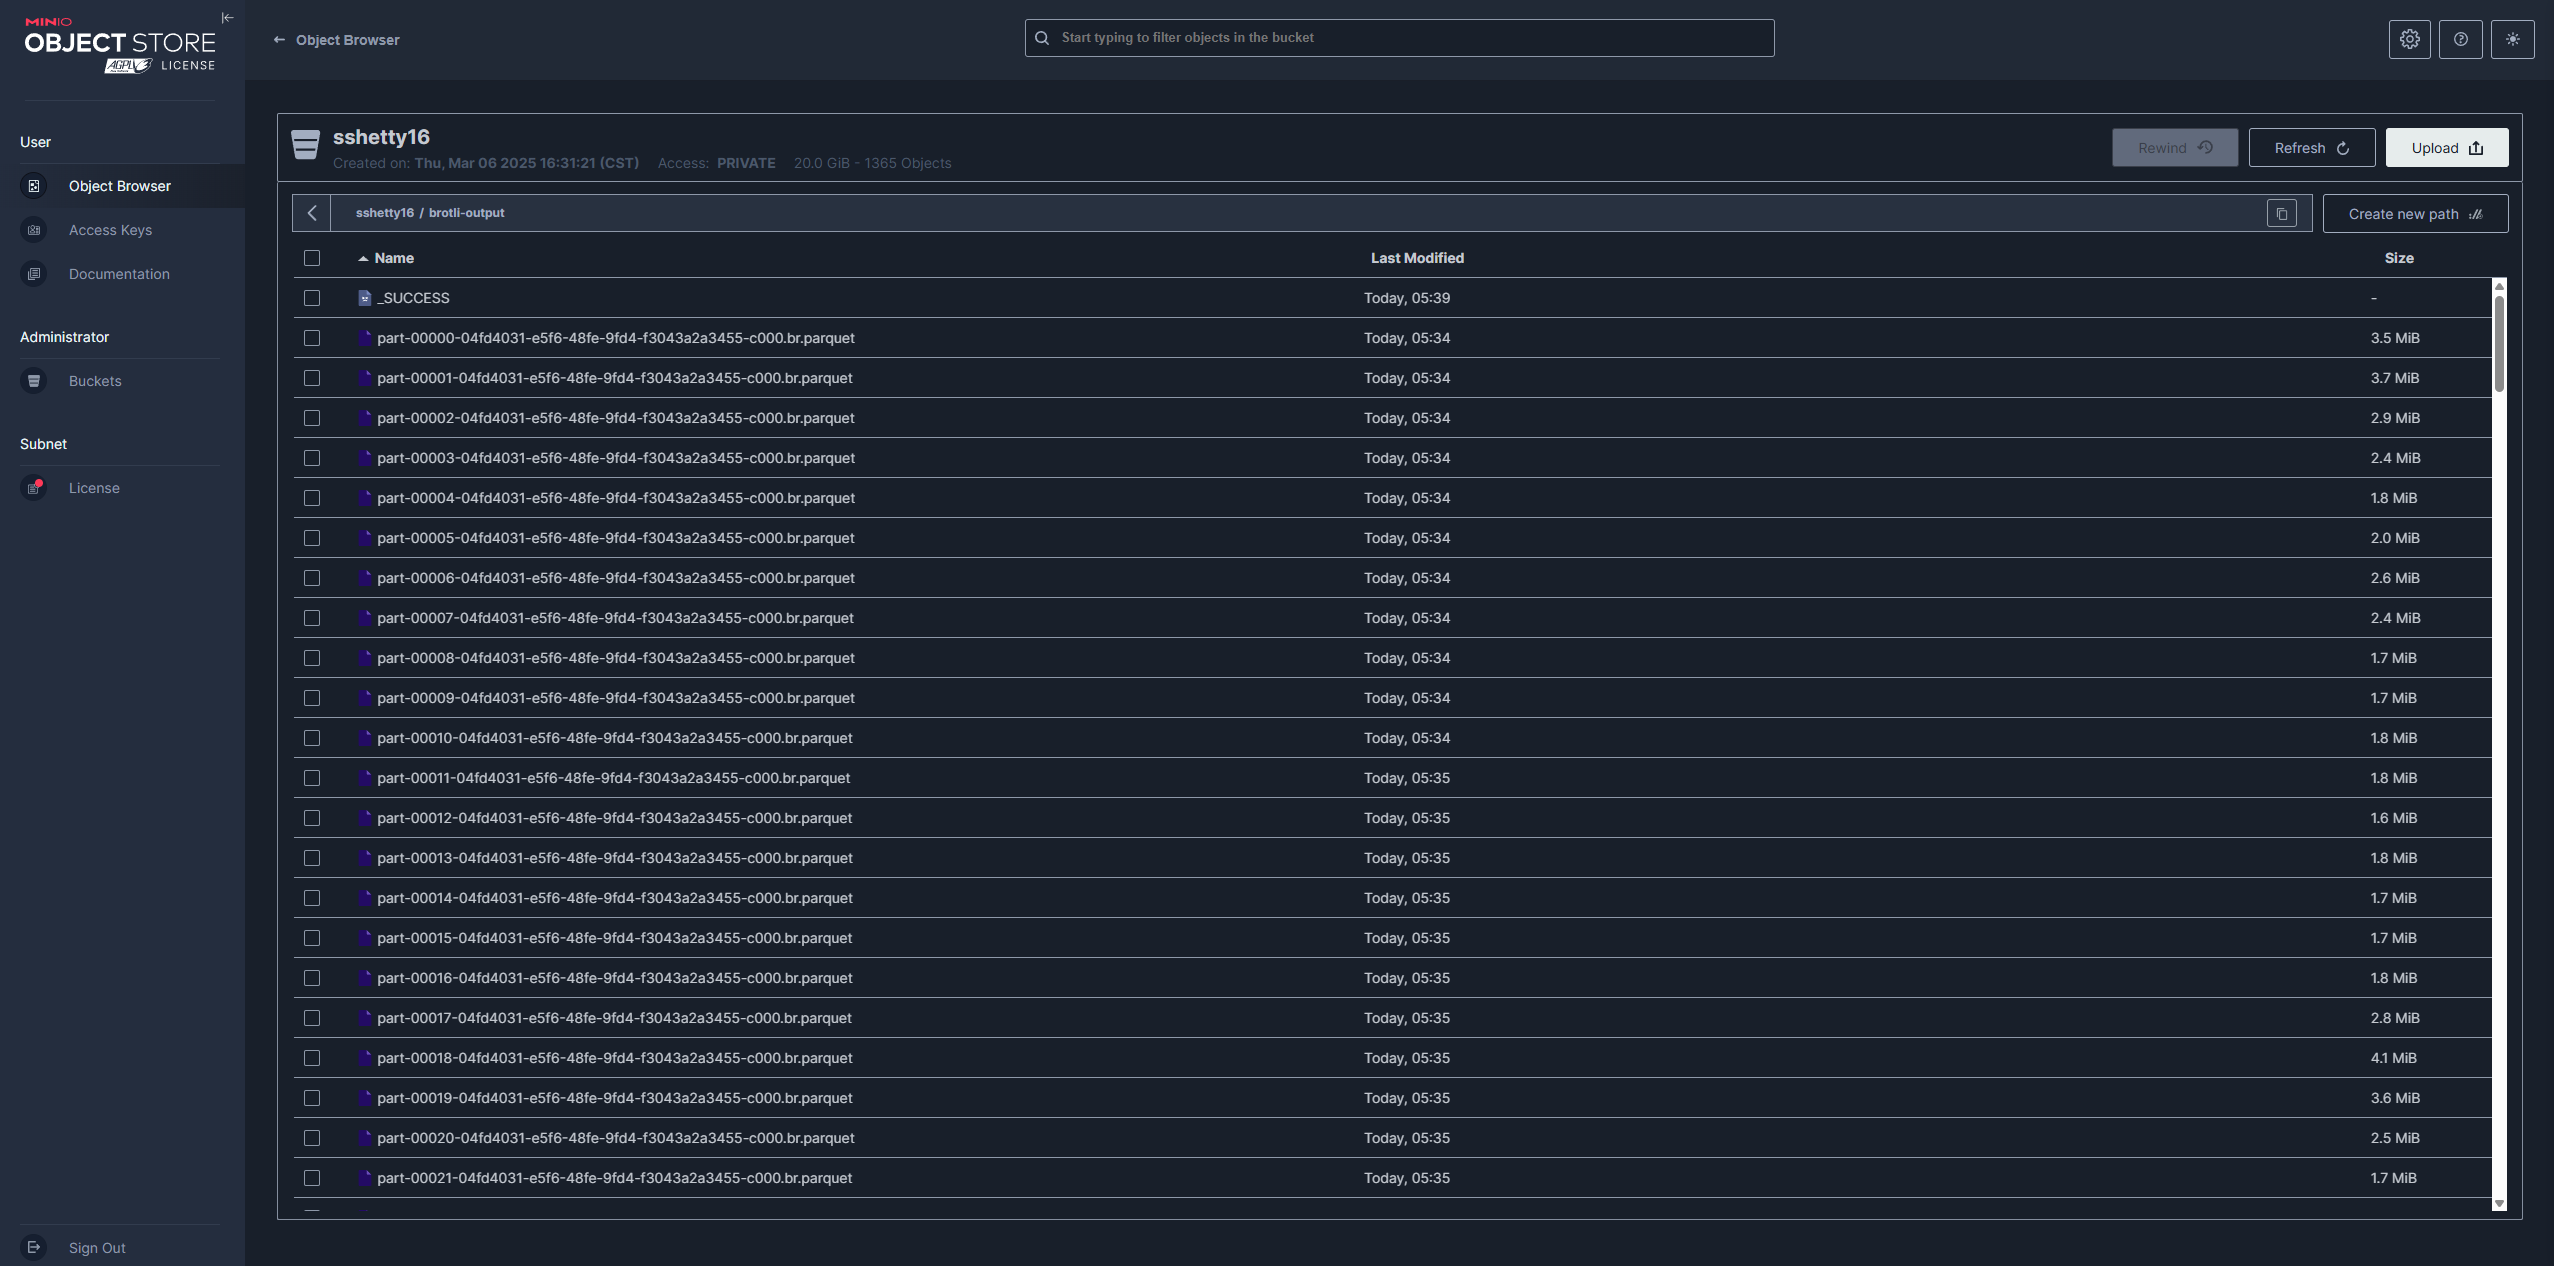 MINIO
OBJECT STORE
AGPL LICENSE
User
Object Browser
Access Keys
Documentation
Administrator
Buckets
Subnet
License
Sign Out
Object Browser
Start typing to filter objects in the bucket
sshetty16
Created on: Thu, Mar 06 2025 16:31:21 (CST) Access: PRIVATE 20.0 GiB - 1365 Objects
Rewind Refresh Upload
sshetty16 / brotli-output
Create new path
Name Last Modified Size
_SUCCESS Today, 05:39 -
part-00000-04fd4031-e5f6-48fe-9fd4-f3043a2a3455-c000.br.parquet Today, 05:34 3.5 MiB
part-00001-04fd4031-e5f6-48fe-9fd4-f3043a2a3455-c000.br.parquet Today, 05:34 3.7 MiB
part-00002-04fd4031-e5f6-48fe-9fd4-f3043a2a3455-c000.br.parquet Today, 05:34 2.9 MiB
part-00003-04fd4031-e5f6-48fe-9fd4-f3043a2a3455-c000.br.parquet Today, 05:34 2.4 MiB
part-00004-04fd4031-e5f6-48fe-9fd4-f3043a2a3455-c000.br.parquet Today, 05:34 1.8 MiB
part-00005-04fd4031-e5f6-48fe-9fd4-f3043a2a3455-c000.br.parquet Today, 05:34 2.0 MiB
part-00006-04fd4031-e5f6-48fe-9fd4-f3043a2a3455-c000.br.parquet Today, 05:34 2.6 MiB
part-00007-04fd4031-e5f6-48fe-9fd4-f3043a2a3455-c000.br.parquet Today, 05:34 2.4 MiB
part-00008-04fd4031-e5f6-48fe-9fd4-f3043a2a3455-c000.br.parquet Today, 05:34 1.7 MiB
part-00009-04fd4031-e5f6-48fe-9fd4-f3043a2a3455-c000.br.parquet Today, 05:34 1.7 MiB
part-00010-04fd4031-e5f6-48fe-9fd4-f3043a2a3455-c000.br.parquet Today, 05:34 1.8 MiB
part-00011-04fd4031-e5f6-48fe-9fd4-f3043a2a3455-c000.br.parquet Today, 05:35 1.8 MiB
part-00012-04fd4031-e5f6-48fe-9fd4-f3043a2a3455-c000.br.parquet Today, 05:35 1.6 MiB
part-00013-04fd4031-e5f6-48fe-9fd4-f3043a2a3455-c000.br.parquet Today, 05:35 1.8 MiB
part-00014-04fd4031-e5f6-48fe-9fd4-f3043a2a3455-c000.br.parquet Today, 05:35 1.7 MiB
part-00015-04fd4031-e5f6-48fe-9fd4-f3043a2a3455-c000.br.parquet Today, 05:35 1.7 MiB
part-00016-04fd4031-e5f6-48fe-9fd4-f3043a2a3455-c000.br.parquet Today, 05:35 1.8 MiB
part-00017-04fd4031-e5f6-48fe-9fd4-f3043a2a3455-c000.br.parquet Today, 05:35 2.8 MiB
part-00018-04fd4031-e5f6-48fe-9fd4-f3043a2a3455-c000.br.parquet Today, 05:35 4.1 MiB
part-00019-04fd4031-e5f6-48fe-9fd4-f3043a2a3455-c000.br.parquet Today, 05:35 3.6 MiB
part-00020-04fd4031-e5f6-48fe-9fd4-f3043a2a3455-c000.br.parquet Today, 05:35 2.5 MiB
part-00021-04fd4031-e5f6-48fe-9fd4-f3043a2a3455-c000.br.parquet Today, 05:35 1.7 MiB